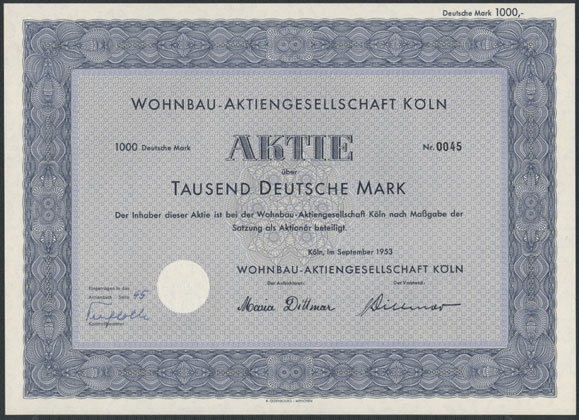 Deutsche Mark 1000,-
WOHNBAU-AKTIENGESELLSCHAFT KÖLN
1000 Deutsche Mark AKTIE Nr. 0045
über
TAUSEND DEUTSCHE MARK
Der Inhaber dieser Aktie ist bei der Wohnbau-Aktiengesellschaft Köln nach Maßgabe der
Satzung als Aktionär beteiligt.
Köln, im September 1953
WOHNBAU-AKTIENGESELLSCHAFT KÖLN
Der Aufsichtsrat: Der Vorstand:
Maria Dittmar Dittmar
Eingetragen in das
Aktienbuch Seite 45
Kontrollbeamter